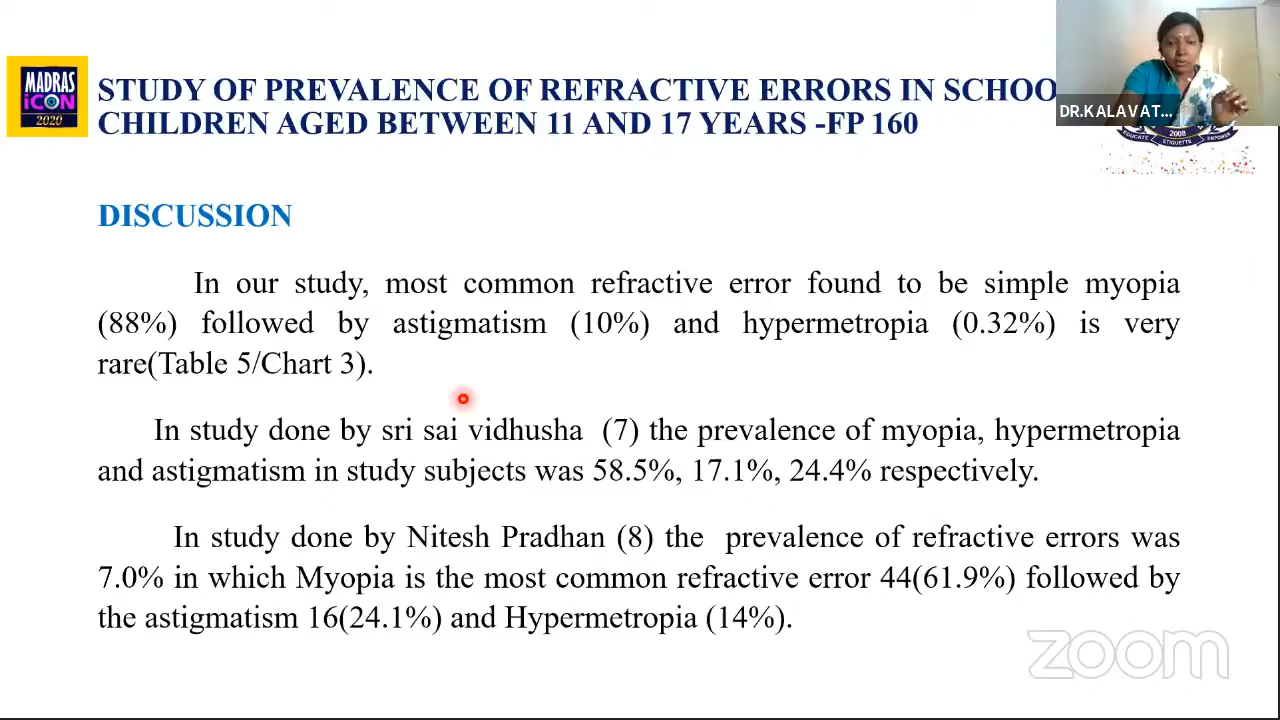 MADRAS
iCON
2020
STUDY OF PREVALENCE OF REFRACTIVE ERRORS IN SCHOO
CHILDREN AGED BETWEEN 11 AND 17 YEARS -FP 160
DR.KALAVAT...
EDUCATE 2008 ETIQUETTE EMPOWER
DISCUSSION
In our study, most common refractive error found to be simple myopia
(88%) followed by astigmatism (10%) and hypermetropia (0.32%) is very
rare(Table 5/Chart 3).
In study done by sri sai vidhusha (7) the prevalence of myopia, hypermetropia
and astigmatism in study subjects was 58.5%, 17.1%, 24.4% respectively.
In study done by Nitesh Pradhan (8) the prevalence of refractive errors was
7.0% in which Myopia is the most common refractive error 44(61.9%) followed by
the astigmatism 16(24.1%) and Hypermetropia (14%).
zoom